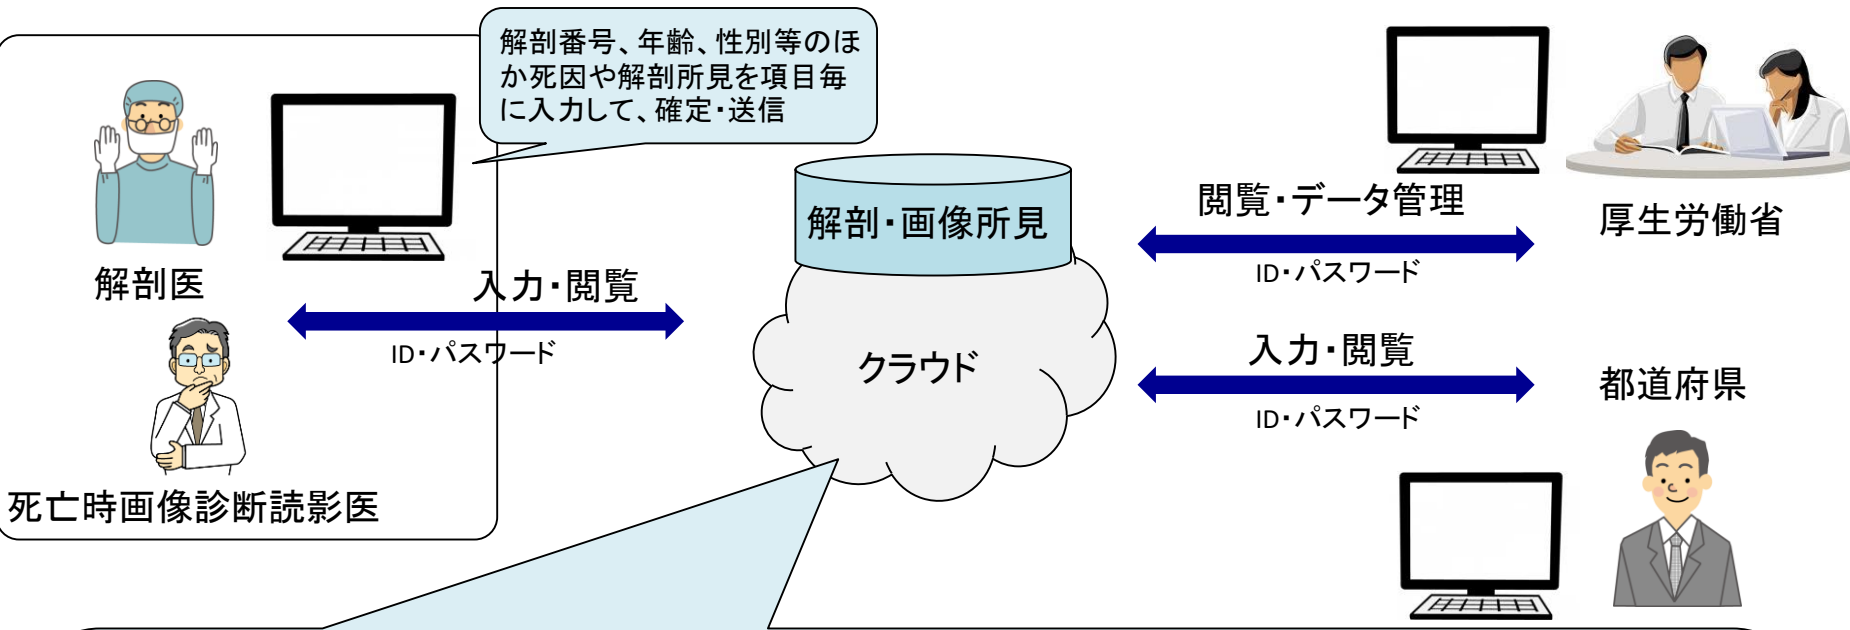 解剖番号、年齢、性別等のほ
か死因や解剖所見を項目毎
に入力して、確定・送信
解剖医
死亡時画像診断読影医
入力・閲覧
ID・パスワード
解剖・画像所見
クラウド
閲覧・データ管理
ID・パスワード
厚生労働省
入力・閲覧
ID・パスワード
都道府県